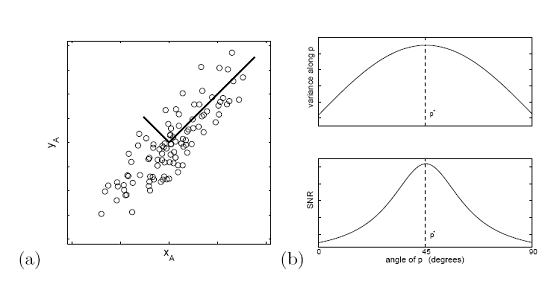 y_A
x_A
(a)
variance along p
p*
SNR
p*
0
45
90
angle of p (degrees)
(b)